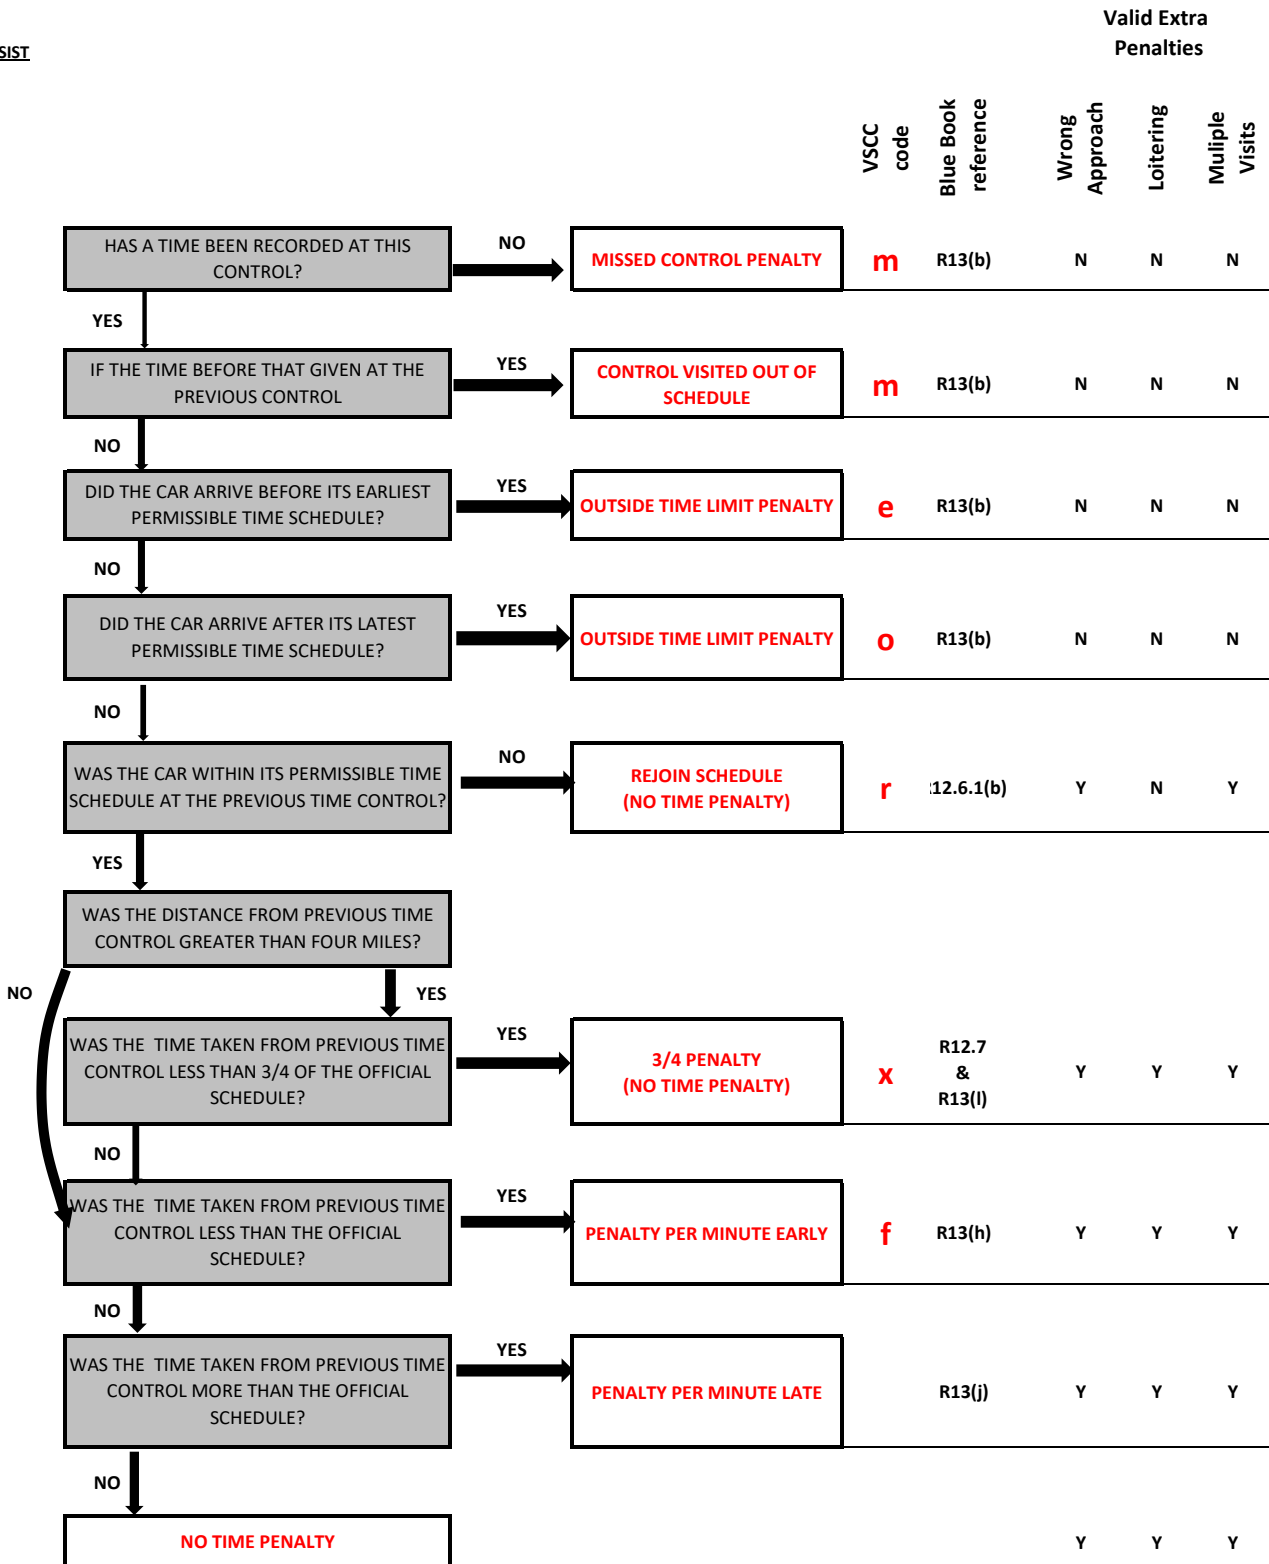 Valid Extra
Penalties
SIST
VSCC
code
Blue Book
reference
Wrong
Approach
Loitering
Muliple
Visits
HAS A TIME BEEN RECORDED AT THIS
CONTROL?
NO
MISSED CONTROL PENALTY
m
R13(b)
N
N
N
YES
IF THE TIME BEFORE THAT GIVEN AT THE
PREVIOUS CONTROL
YES
CONTROL VISITED OUT OF
SCHEDULE
m
R13(b)
N
N
N
NO
DID THE CAR ARRIVE BEFORE ITS EARLIEST
PERMISSIBLE TIME SCHEDULE?
YES
OUTSIDE TIME LIMIT PENALTY
e
R13(b)
N
N
N
NO
DID THE CAR ARRIVE AFTER ITS LATEST
PERMISSIBLE TIME SCHEDULE?
YES
OUTSIDE TIME LIMIT PENALTY
o
R13(b)
N
N
N
NO
WAS THE CAR WITHIN ITS PERMISSIBLE TIME
SCHEDULE AT THE PREVIOUS TIME CONTROL?
NO
REJOIN SCHEDULE
(NO TIME PENALTY)
r
12.6.1(b)
Y
N
Y
YES
WAS THE DISTANCE FROM PREVIOUS TIME
CONTROL GREATER THAN FOUR MILES?
NO
YES
WAS THE TIME TAKEN FROM PREVIOUS TIME
CONTROL LESS THAN 3/4 OF THE OFFICIAL
SCHEDULE?
YES
3/4 PENALTY
(NO TIME PENALTY)
x
R12.7
&
R13(l)
Y
Y
Y
NO
WAS THE TIME TAKEN FROM PREVIOUS TIME
CONTROL LESS THAN THE OFFICIAL
SCHEDULE?
YES
PENALTY PER MINUTE EARLY
f
R13(h)
Y
Y
Y
NO
WAS THE TIME TAKEN FROM PREVIOUS TIME
CONTROL MORE THAN THE OFFICIAL
SCHEDULE?
YES
PENALTY PER MINUTE LATE
R13(j)
Y
Y
Y
NO
NO TIME PENALTY
Y
Y
Y